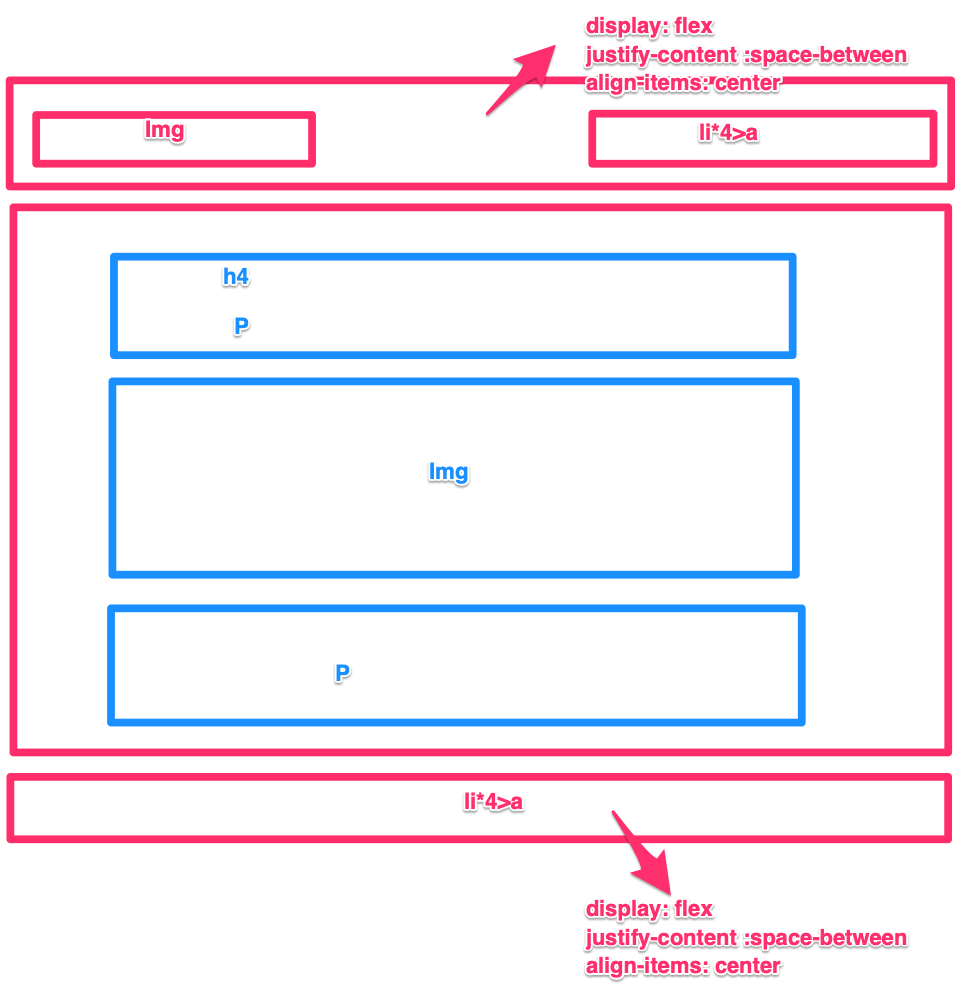 display: flex
justify-content :space-between
align-items: center
Img
li*4>a
h4
P
Img
P
li*4>a
display: flex
justify-content :space-between
align-items: center